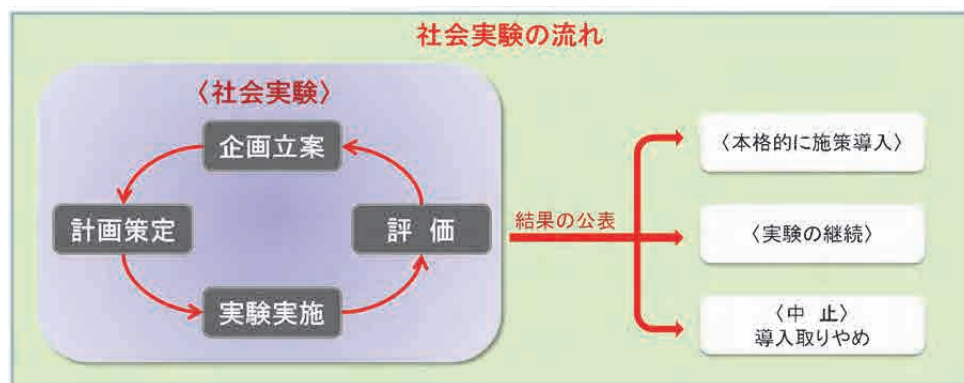 社会実験の流れ
〈社会実験〉
企画立案
計画策定
実験実施
評 価
結果の公表
〈本格的に施策導入〉
〈実験の継続〉
〈中 止〉
導入取りやめ